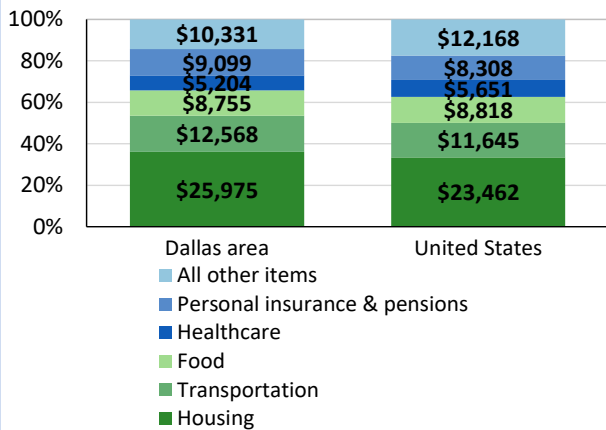 100%
80%
60%
40%
20%
0%
$10,331
$9,099
$5,204
$8,755
$12,568
$25,975
$12,168
$8,308
$5,651
$8,818
$11,645
$23,462
Dallas area
United States
All other items
Personal insurance & pensions
Healthcare
Food
Transportation
Housing